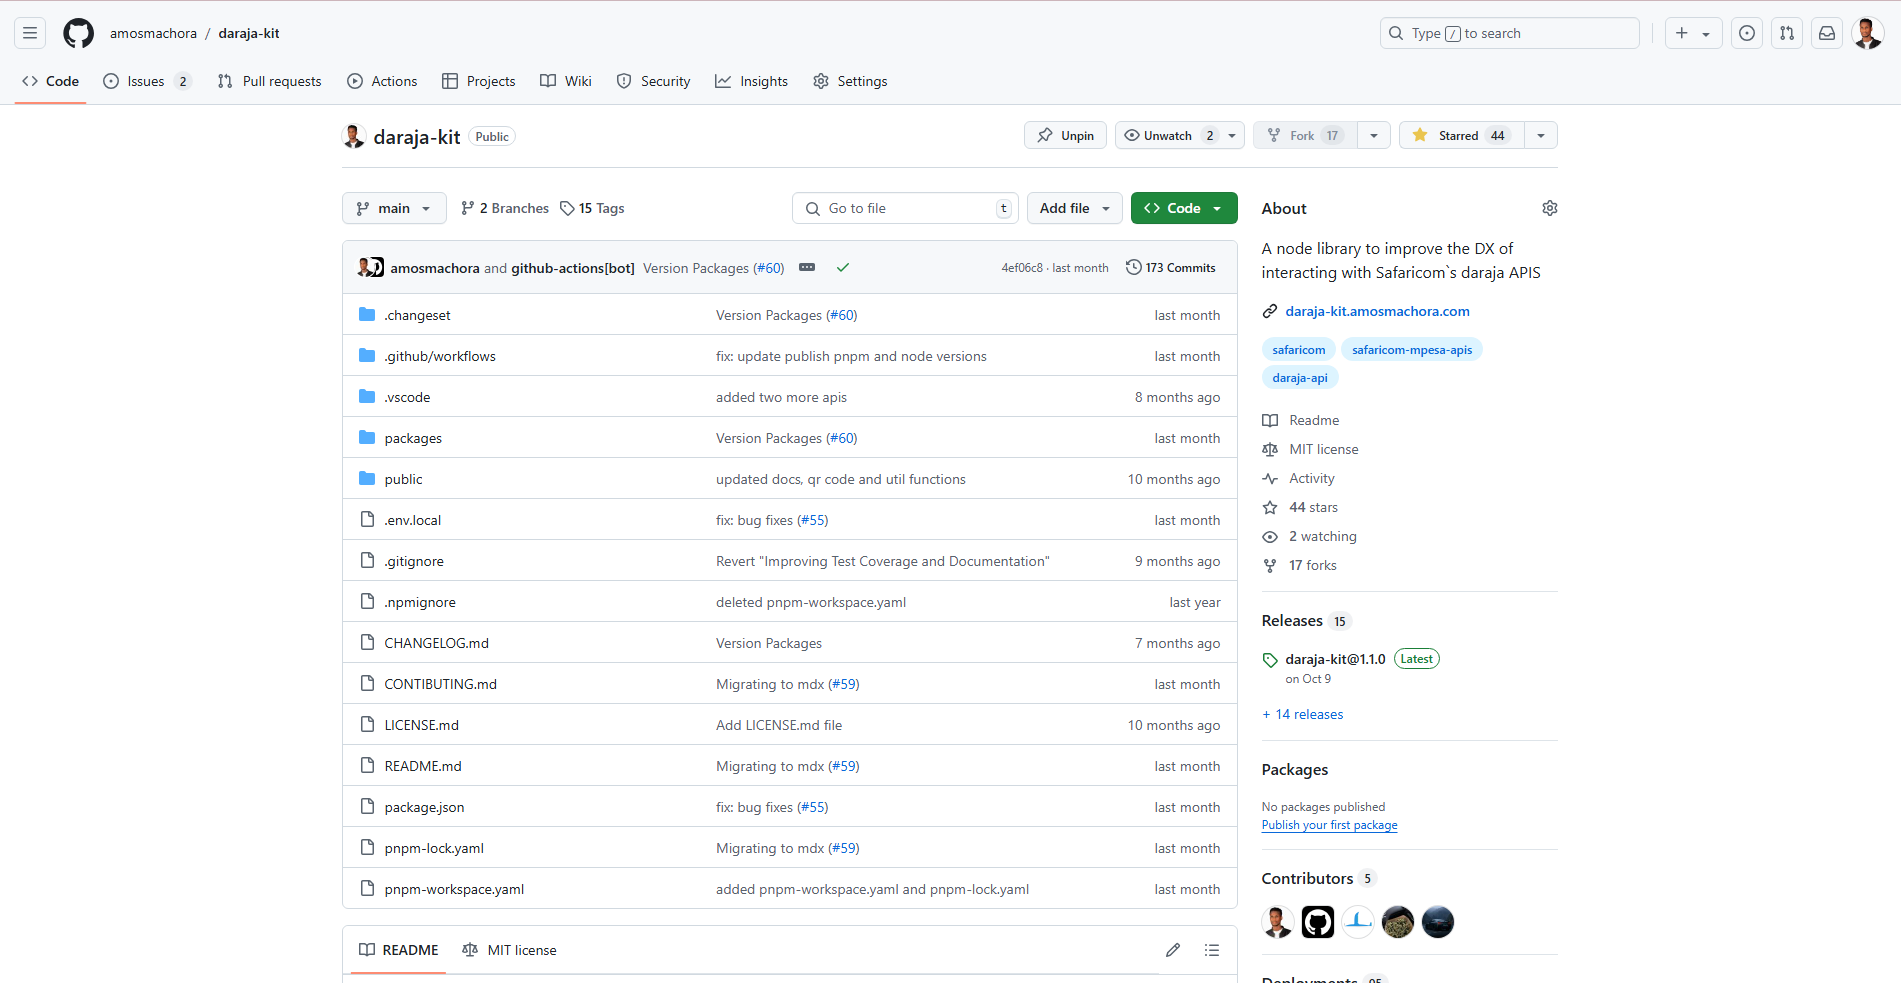 amosmachora / daraja-kit
Type / to search
Code
Issues 2
Pull requests
Actions
Projects
Wiki
Security
Insights
Settings
daraja-kit Public
Unpin
Unwatch 2
Fork 17
Starred 44
main
2 Branches
15 Tags
Go to file t
Add file
Code
amosmachora and github-actions[bot] Version Packages (#60) 4ef06c8 · last month 173 Commits
.changeset Version Packages (#60) last month
.github/workflows fix: update publish pnpm and node versions last month
.vscode added two more apis 8 months ago
packages Version Packages (#60) last month
public updated docs, qr code and util functions 10 months ago
.env.local fix: bug fixes (#55) last month
.gitignore Revert "Improving Test Coverage and Documentation" 9 months ago
.npmignore deleted pnpm-workspace.yaml last year
CHANGELOG.md Version Packages 7 months ago
CONTIBUTING.md Migrating to mdx (#59) last month
LICENSE.md Add LICENSE.md file 10 months ago
README.md Migrating to mdx (#59) last month
package.json fix: bug fixes (#55) last month
pnpm-lock.yaml Migrating to mdx (#59) last month
pnpm-workspace.yaml added pnpm-workspace.yaml and pnpm-lock.yaml last month
README
MIT license
About
A node library to improve the DX of
interacting with Safaricom`s daraja APIS
daraja-kit.amosmachora.com
safaricom safaricom-mpesa-apis
daraja-api
Readme
MIT license
Activity
44 stars
2 watching
17 forks
Releases 15
daraja-kit@1.1.0 Latest
on Oct 9
+ 14 releases
Packages
No packages published
Publish your first package
Contributors 5
Deployments 95